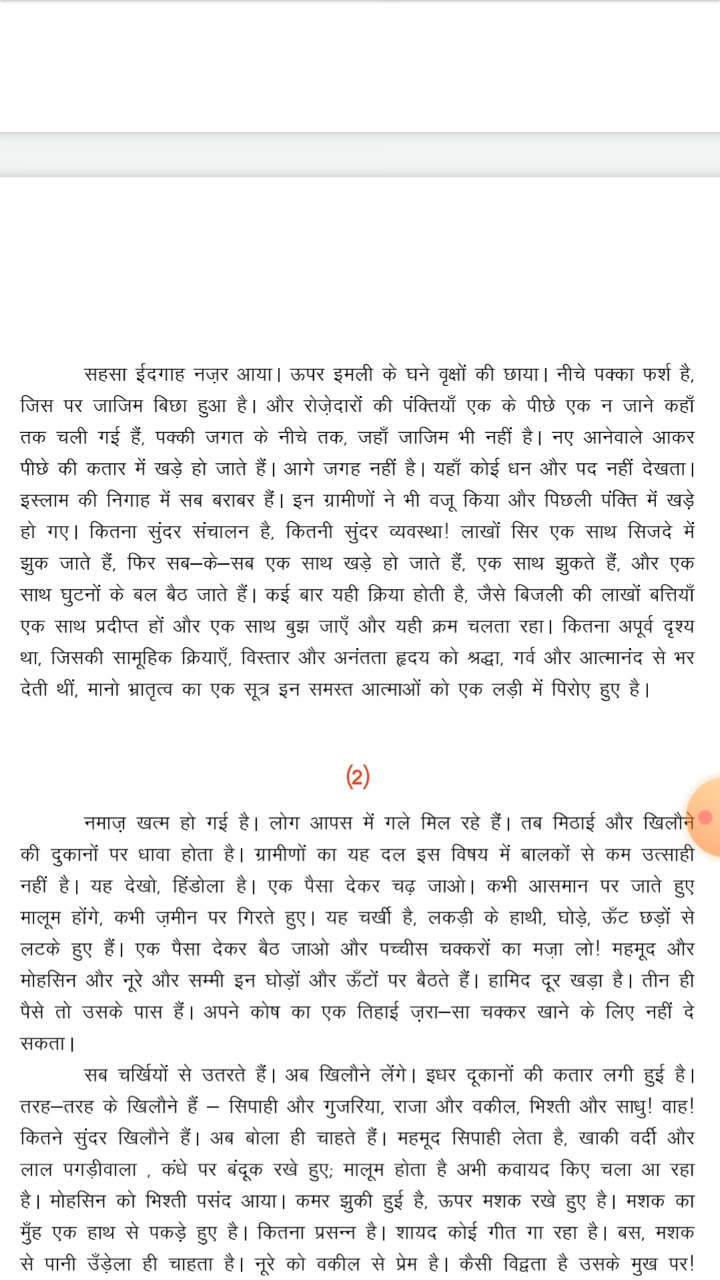 सहसा ईदगाह नज़र आया। ऊपर इमली के घने वृक्षों की छाया। नीचे पक्का फर्श है,
जिस पर जाजिम बिछा हुआ है। और रोज़ेदारों की पंक्तियाँ एक के पीछे एक न जाने कहाँ
तक चली गई हैं, पक्की जगत के नीचे तक, जहाँ जाजिम भी नहीं है। नए आनेवाले आकर
पीछे की कतार में खड़े हो जाते हैं। आगे जगह नहीं है। यहाँ कोई धन और पद नहीं देखता।
इस्लाम की निगाह में सब बराबर हैं। इन ग्रामीणों ने भी वजू किया और पिछली पंक्ति में खड़े
हो गए। कितना सुंदर संचालन है, कितनी सुंदर व्यवस्था! लाखों सिर एक साथ सिजदे में
झुक जाते हैं, फिर सब–के–सब एक साथ खड़े हो जाते हैं, एक साथ झुकते हैं, और एक
साथ घुटनों के बल बैठ जाते हैं। कई बार यही क्रिया होती है, जैसे बिजली की लाखों बत्तियाँ
एक साथ प्रदीप्त हों और एक साथ बुझ जाएँ और यही क्रम चलता रहा। कितना अपूर्व दृश्य
था, जिसकी सामूहिक क्रियाएँ, विस्तार और अनंतता हृदय को श्रद्धा, गर्व और आत्मानंद से भर
देती थीं, मानो भ्रातृत्व का एक सूत्र इन समस्त आत्माओं को एक लड़ी में पिरोए हुए है।
(2)
नमाज़ खत्म हो गई है। लोग आपस में गले मिल रहे हैं। तब मिठाई और खिलौने
की दुकानों पर धावा होता है। ग्रामीणों का यह दल इस विषय में बालकों से कम उत्साही
नहीं है। यह देखो, हिंडोला है। एक पैसा देकर चढ़ जाओ। कभी आसमान पर जाते हुए
मालूम होंगे, कभी ज़मीन पर गिरते हुए। यह चर्खी है, लकड़ी के हाथी, घोड़े, ऊँट छड़ों से
लटके हुए हैं। एक पैसा देकर बैठ जाओ और पच्चीस चक्करों का मज़ा लो! महमूद और
मोहसिन और नूरे और सम्मी इन घोड़ों और ऊँटों पर बैठते हैं। हामिद दूर खड़ा है। तीन ही
पैसे तो उसके पास हैं। अपने कोष का एक तिहाई ज़रा–सा चक्कर खाने के लिए नहीं दे
सकता।
सब चर्खियों से उतरते हैं। अब खिलौने लेंगे। इधर दूकानों की कतार लगी हुई है।
तरह–तरह के खिलौने हैं – सिपाही और गुजरिया, राजा और वकील, भिश्ती और साधु! वाह!
कितने सुंदर खिलौने हैं। अब बोला ही चाहते हैं। महमूद सिपाही लेता है, खाकी वर्दी और
लाल पगड़ीवाला , कंधे पर बंदूक रखे हुए; मालूम होता है अभी कवायद किए चला आ रहा
है। मोहसिन को भिश्ती पसंद आया। कमर झुकी हुई है, ऊपर मशक रखे हुए है। मशक का
मुँह एक हाथ से पकड़े हुए है। कितना प्रसन्न है। शायद कोई गीत गा रहा है। बस, मशक
से पानी उँड़ेला ही चाहता है। नूरे को वकील से प्रेम है। कैसी विद्वता है उसके मुख पर!